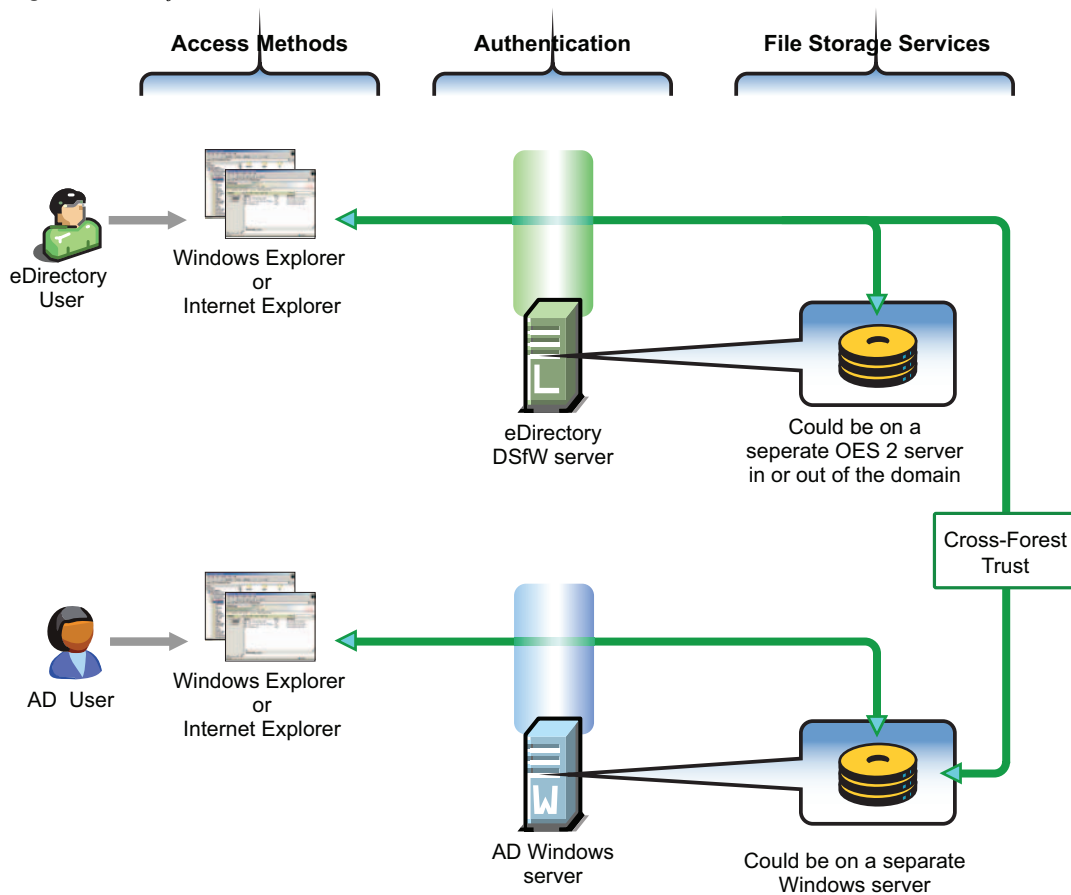 Access Methods
Authentication
File Storage Services
eDirectory
User
Windows Explorer
or
Internet Explorer
L
eDirectory
DSfW server
Could be on a
seperate OES 2 server
in or out of the domain
Cross-Forest
Trust
AD User
Windows Explorer
or
Internet Explorer
W
AD Windows
server
Could be on a separate
Windows server